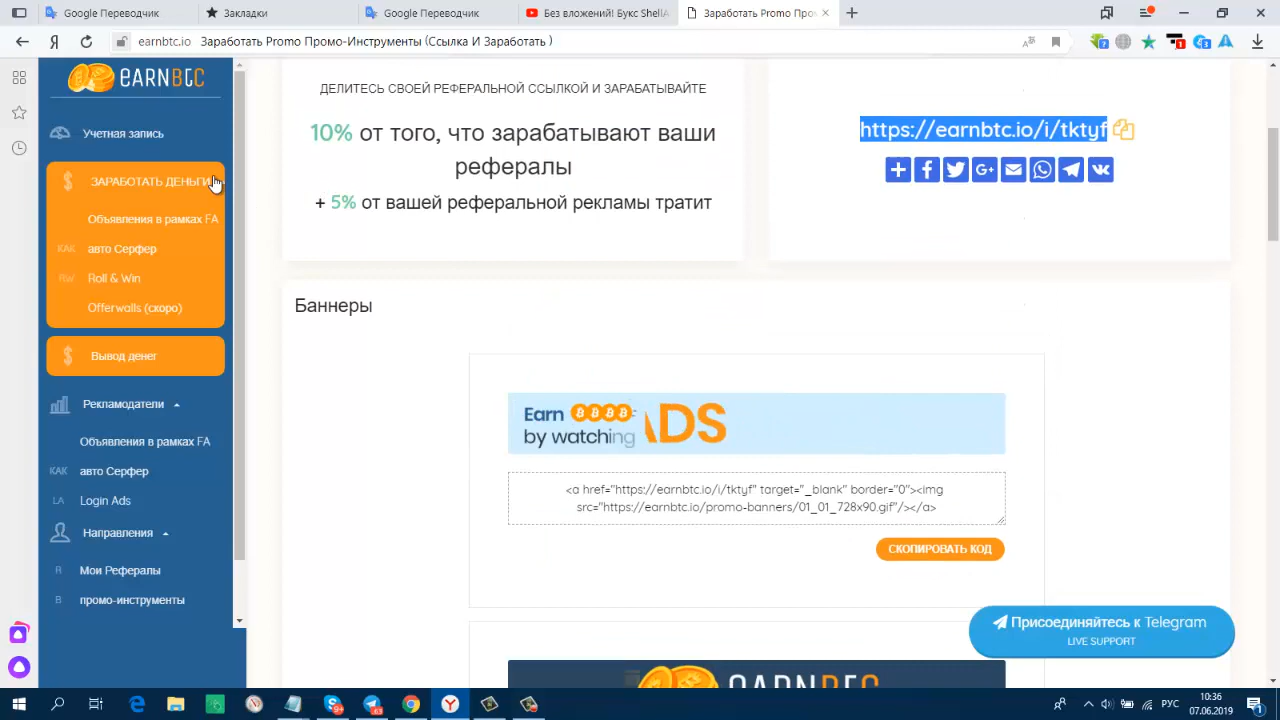 Google Переводчик
Закладки
Google Переводчик
Без вложений! Букс ShellA
Заработать Promo Про
earnbtc.io
Заработать Promo Промо-Инструменты (Ссылка И Заработать )
EARNBTC
Учетная запись
ЗАРАБОТАТЬ ДЕНЬГИ
Объявления в рамках FA
КАК авто Серфер
RW Roll & Win
Offerwalls (скоро)
Вывод денег
Рекламодатели
Объявления в рамках FA
КАК авто Серфер
LA Login Ads
Направления
R Мои Рефералы
B промо-инструменты
ДЕЛИТЕСЬ СВОЕЙ РЕФЕРАЛЬНОЙ ССЫЛКОЙ И ЗАРАБАТЫВАЙТЕ
10% от того, что зарабатывают ваши
рефералы
+ 5% от вашей реферальной рекламы тратит
https://earnbtc.io/i/tktyf
Баннеры
Earn
by watching
ADS
<a href="https://earnbtc.io/i/tktyf" target="_blank" border="0"><img
src="https://earnbtc.io/promo-banners/01_01_728x90.gif"/></a>
СКОПИРОВАТЬ КОД
EARNBTC
Присоединяйтесь к Telegram
LIVE SUPPORT
РУС
10:36
07.06.2019